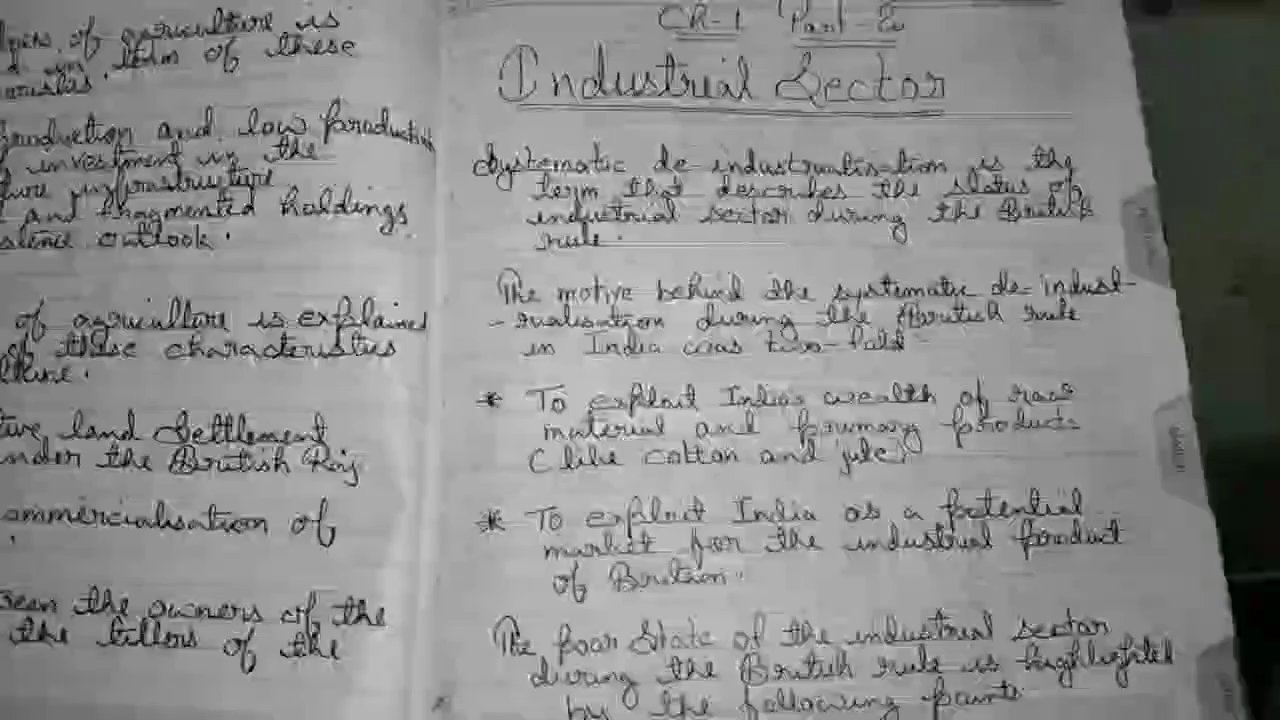 of agriculture is
term of these
production and low productivity
investment in the
infrastructure
and fragmented holdings
outlook.
of agriculture is explained
of these characteristics
land Settlement
under the British Raj
ommercialisation of
the owners of the
the tillers of the
Ch-1 Part-2
Industrial Sector
Systematic de-industrialisation is the
term that describes the status of
industrial sector during the British
rule.
The motive behind the systematic de-indust-
-rialisation during the British rule
in India was two-fold
* To exploit India's wealth of raw
material and primary products
(like cotton and jute)
* To exploit India as a potential
market for the industrial product
of Britain.
The poor State of the industrial sector
during the British rule is highlighted
by the following points